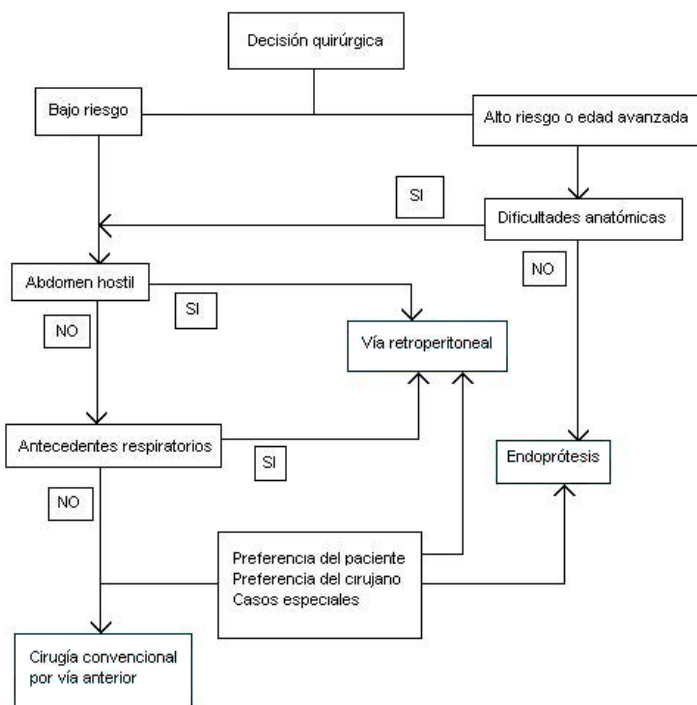 Decisión quirúrgica
Bajo riesgo
Alto riesgo o edad avanzada
SI
Dificultades anatómicas
NO
Abdomen hostil
SI
NO
Vía retroperitoneal
Antecedentes respiratorios
SI
Endoprótesis
NO
Preferencia del paciente
Preferencia del cirujano
Casos especiales
Cirugía convencional
por vía anterior